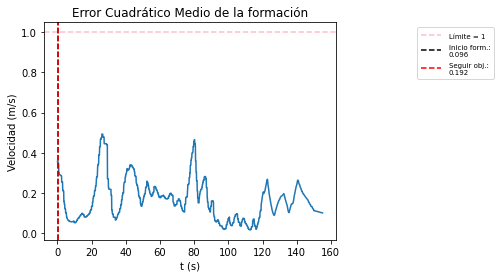 Error Cuadrático Medio de la formación
Límite = 1
Inicio form.:
0.096
Seguir obj.:
0.192
Velocidad (m/s)
1.0
0.8
0.6
0.4
0.2
0.0
0 20 40 60 80 100 120 140 160
t (s)